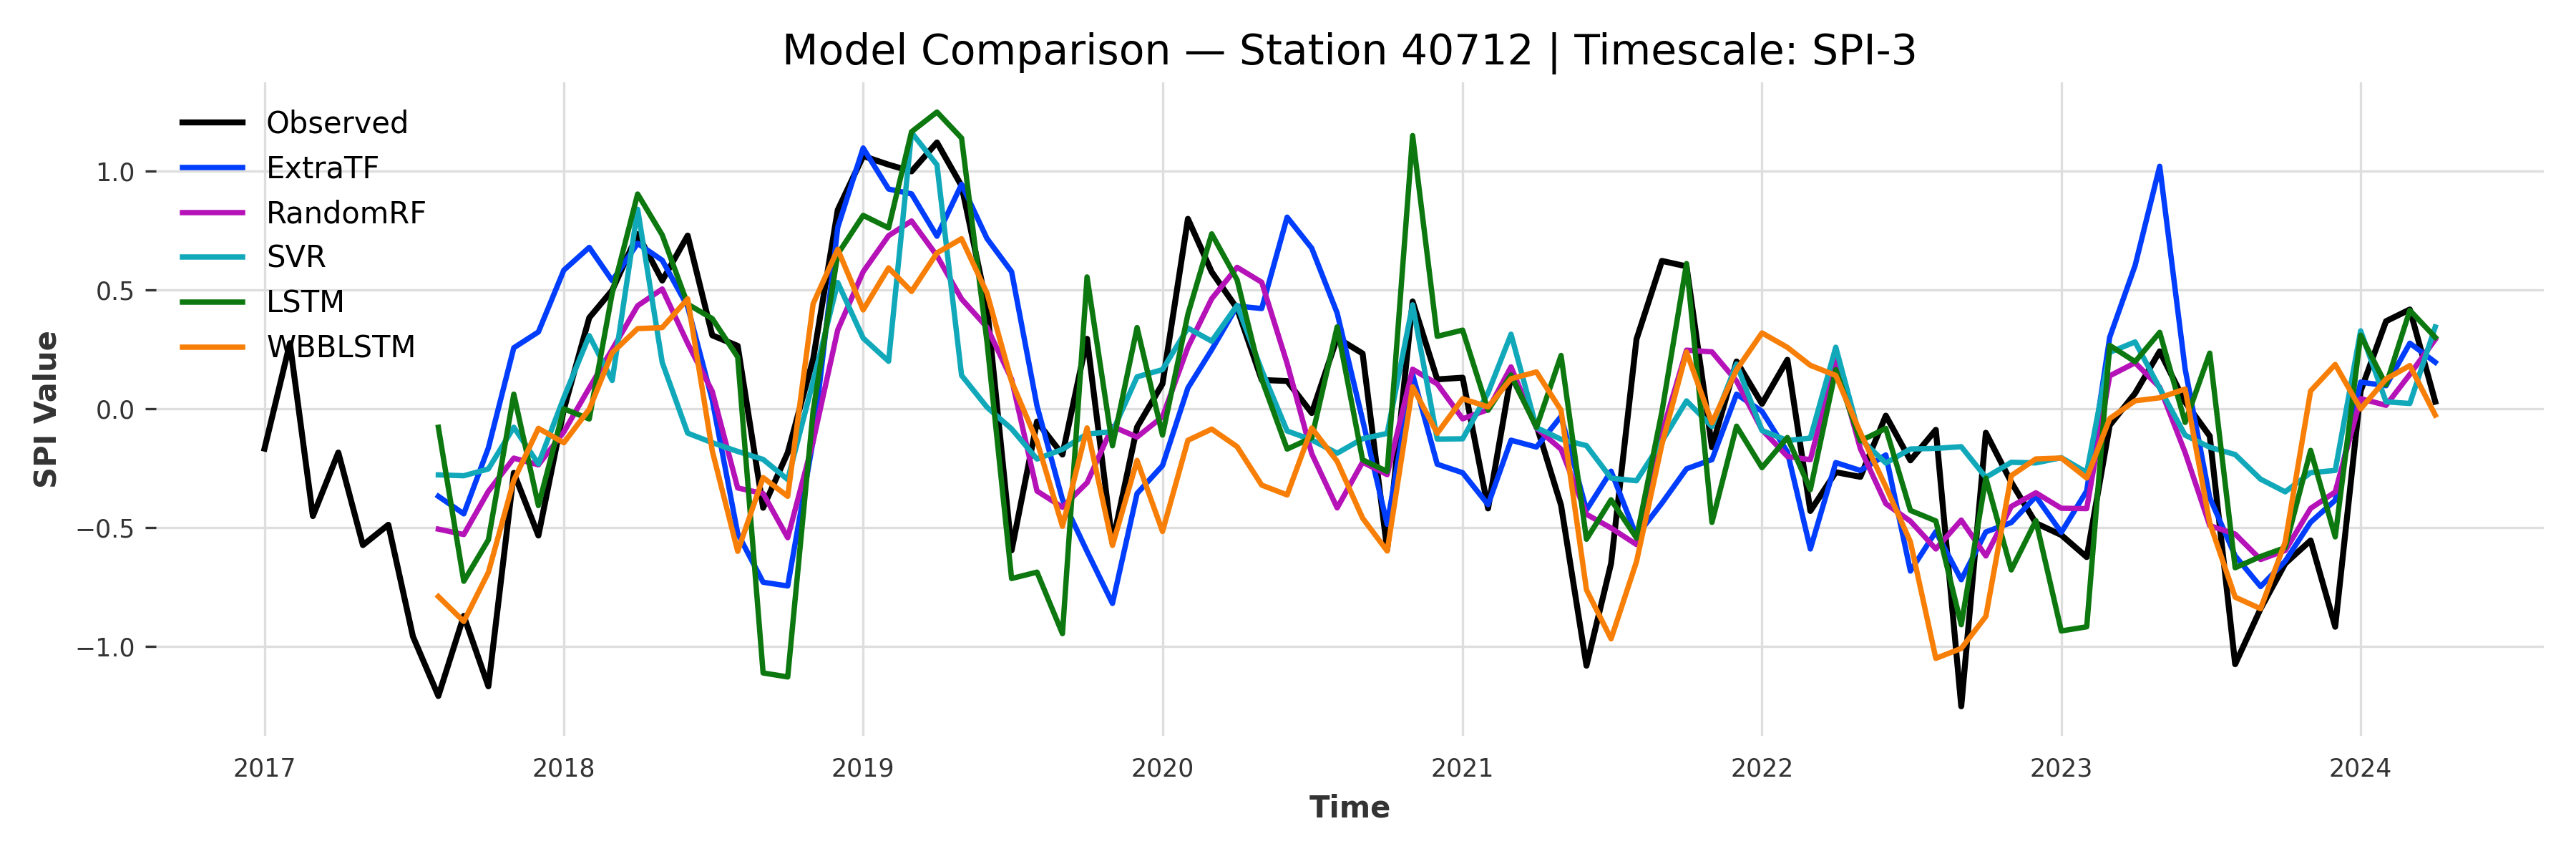 Model Comparison — Station 40712 | Timescale: SPI-3
Observed
ExtraTF
RandomRF
SVR
LSTM
WBBLSTM
SPI Value
1.0
0.5
0.0
−0.5
−1.0
2017 2018 2019 2020 2021 2022 2023 2024
Time